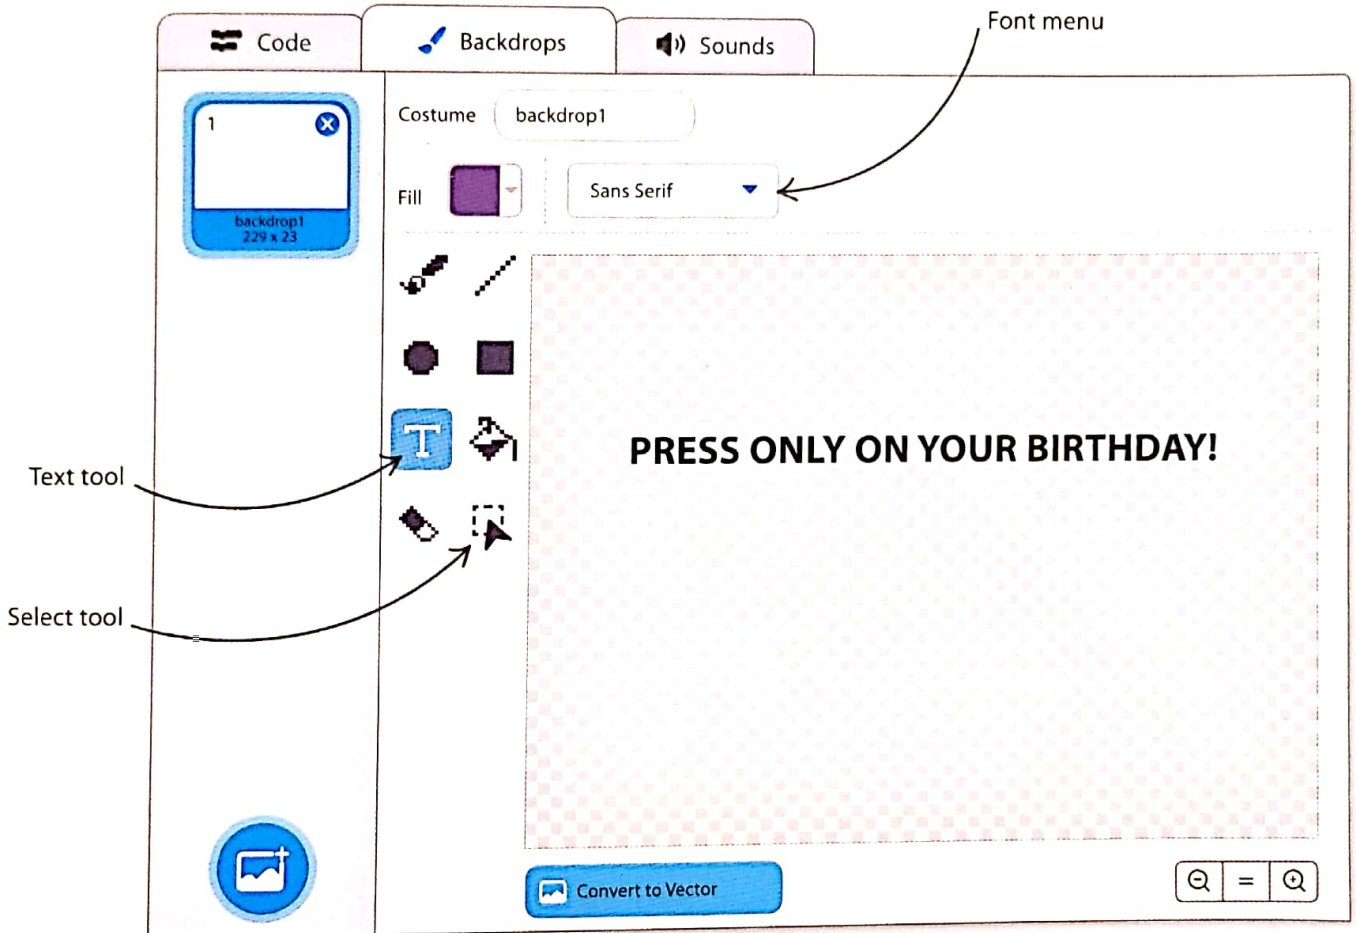 Font menu
Code
Backdrops
Sounds
1
Costume
backdrop1
Fill
Sans Serif
backdrop1
229 x 23
T
PRESS ONLY ON YOUR BIRTHDAY!
Text tool
Select tool
Convert to Vector
=